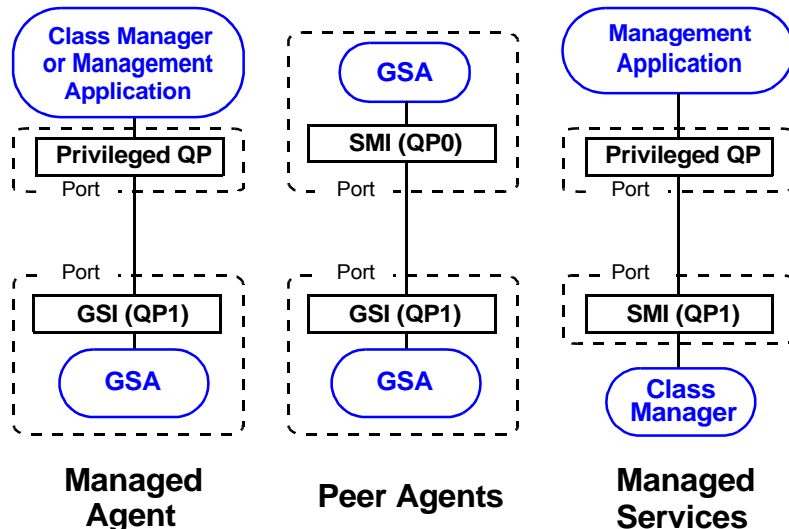 Class Manager
or Management
Application
Privileged QP
Port
Port
GSI (QP1)
GSA
Managed
Agent
GSA
SMI (QP0)
Port
Port
GSI (QP1)
GSA
Peer Agents
Management
Application
Privileged QP
Port
Port
SMI (QP1)
Class
Manager
Managed
Services